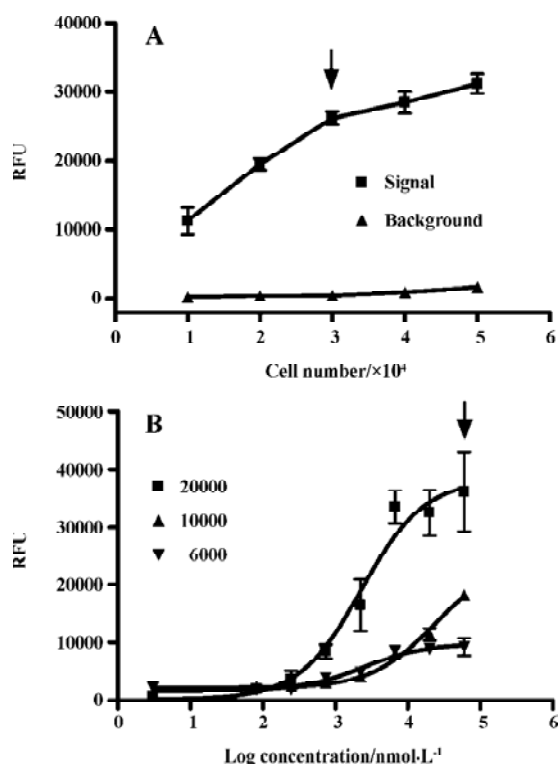 A
40000
30000
20000
10000
0
RFU
Signal
Background
0 1 2 3 4 5 6
Cell number/×10⁴
B
50000
40000
30000
20000
10000
0
RFU
20000
10000
6000
0 1 2 3 4 5 6
Log concentration/nmol·L⁻¹